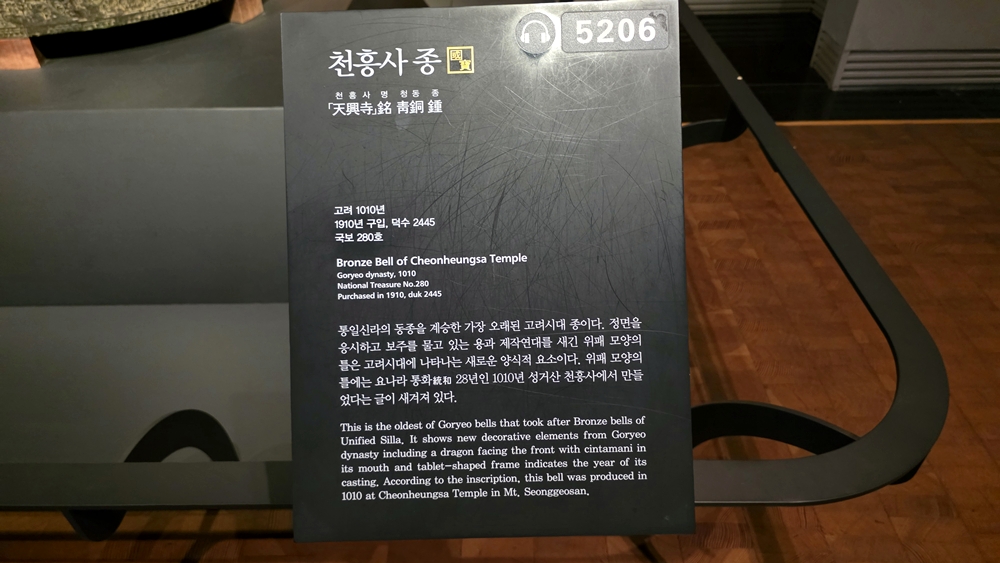 5206
천흥사 종 國寶
천 흥 사 명 청 동 종
「天興寺」銘 靑銅 鍾
고려 1010년
1910년 구입, 덕수 2445
국보 280호
Bronze Bell of Cheonheungsa Temple
Goryeo dynasty, 1010
National Treasure No.280
Purchased in 1910, duk 2445
통일신라의 동종을 계승한 가장 오래된 고려시대 종이다. 정면을
응시하고 보주를 물고 있는 용과 제작연대를 새긴 위패 모양의
틀은 고려시대에 나타나는 새로운 양식적 요소이다. 위패 모양의
틀에는 요나라 통화統和 28년인 1010년 성거산 천흥사에서 만들
었다는 글이 새겨져 있다.
This is the oldest of Goryeo bells that took after Bronze bells of
Unified Silla. It shows new decorative elements from Goryeo
dynasty including a dragon facing the front with cintamani in
its mouth and tablet-shaped frame indicates the year of its
casting. According to the inscription, this bell was produced in
1010 at Cheonheungsa Temple in Mt. Seonggeosan.